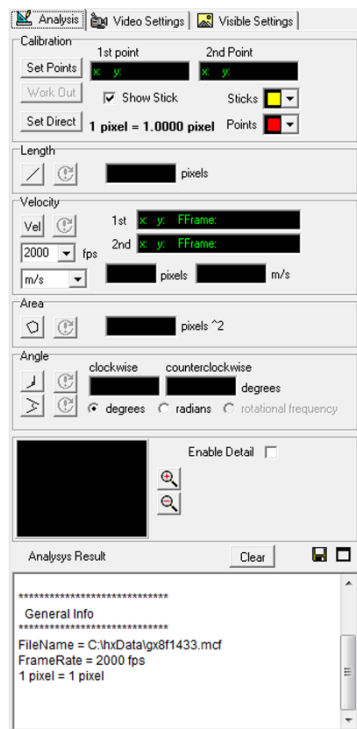 Analysis Video Settings Visible Settings
Calibration
1st point 2nd Point
Set Points x: y: x: y:
Work Out Show Stick Sticks
Set Direct 1 pixel = 1.0000 pixel Points
Length
pixels
Velocity
Vel 1st x: y: FFrame:
2000 fps 2nd x: y: FFrame:
m/s pixels m/s
Area
pixels ^2
Angle
clockwise counterclockwise
degrees
degrees radians rotational frequency
Enable Detail
Analysys Result Clear
*****************************
General Info
*****************************
FileName = C:\hxData\gx8f1433.mcf
FrameRate = 2000 fps
1 pixel = 1 pixel